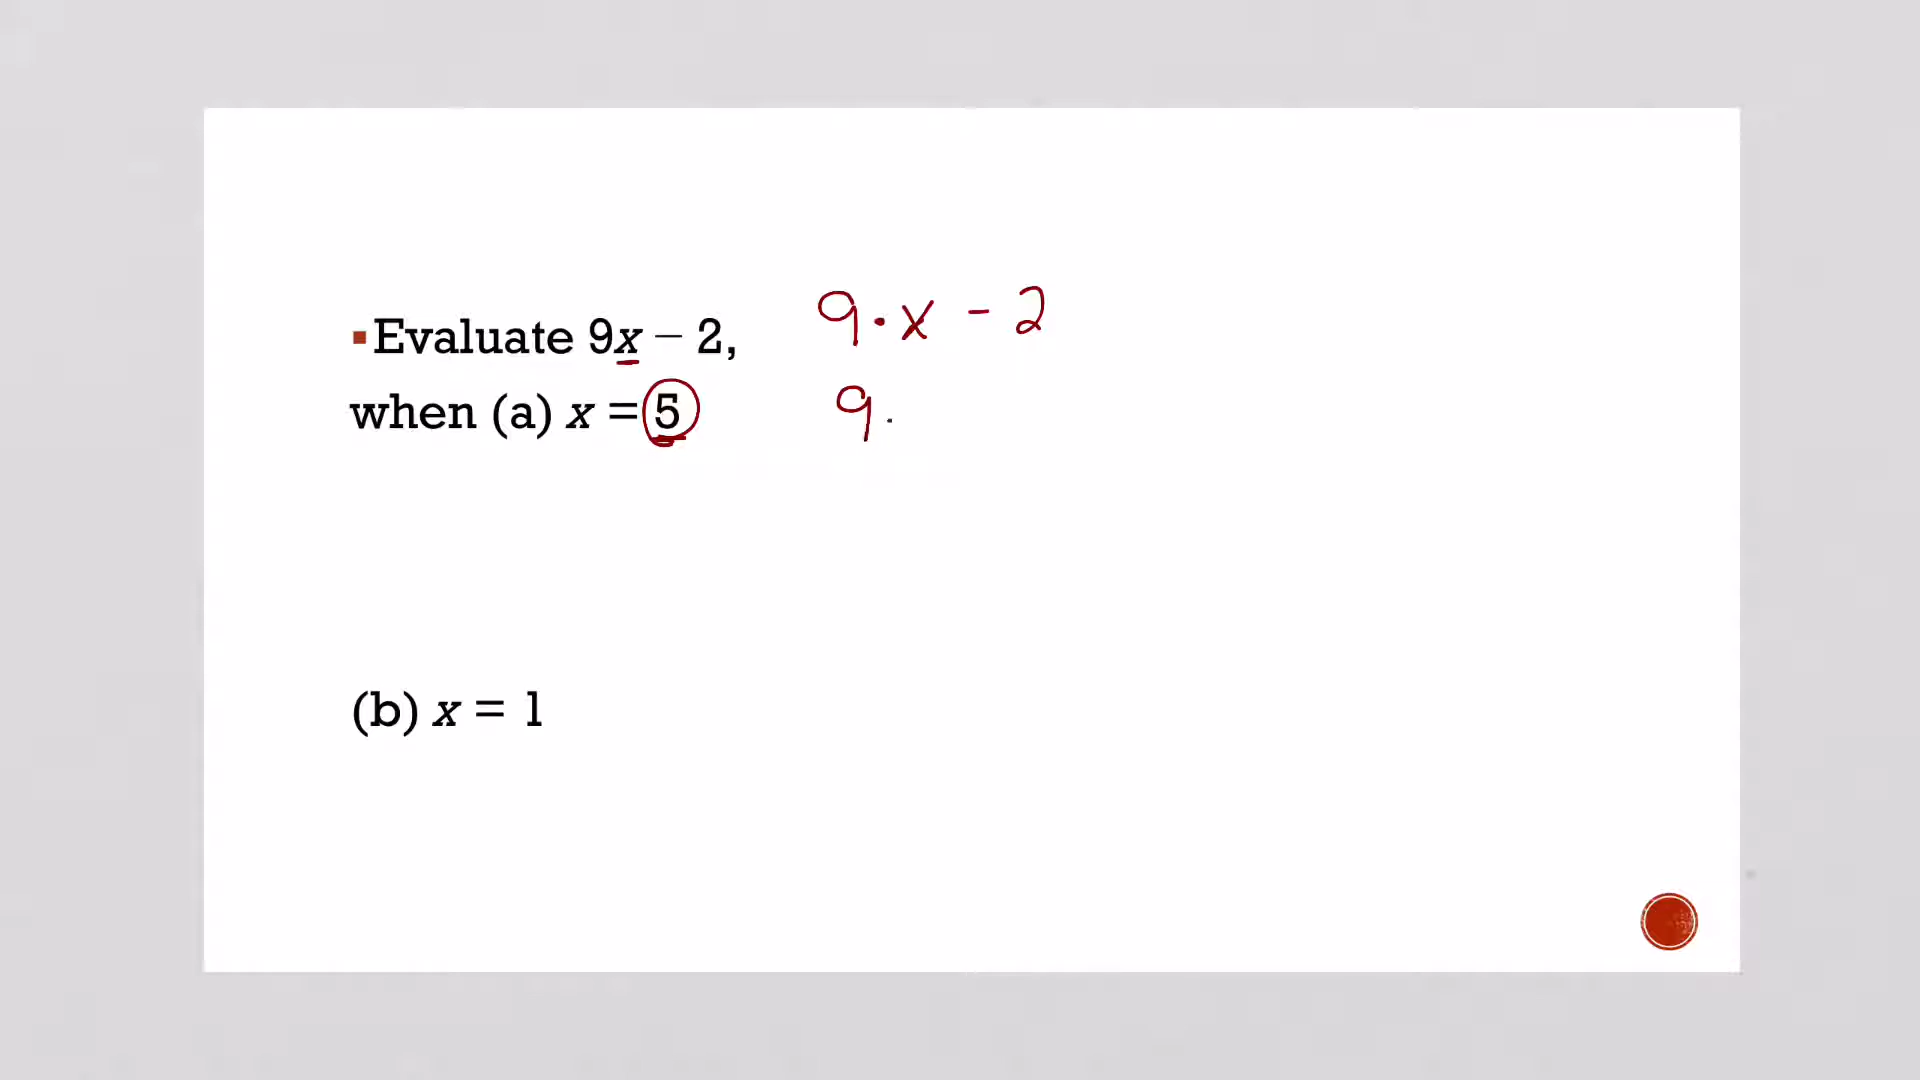 ▪Evaluate 9x − 2,
9·x - 2
when (a) x = 5
9.
(b) x = 1